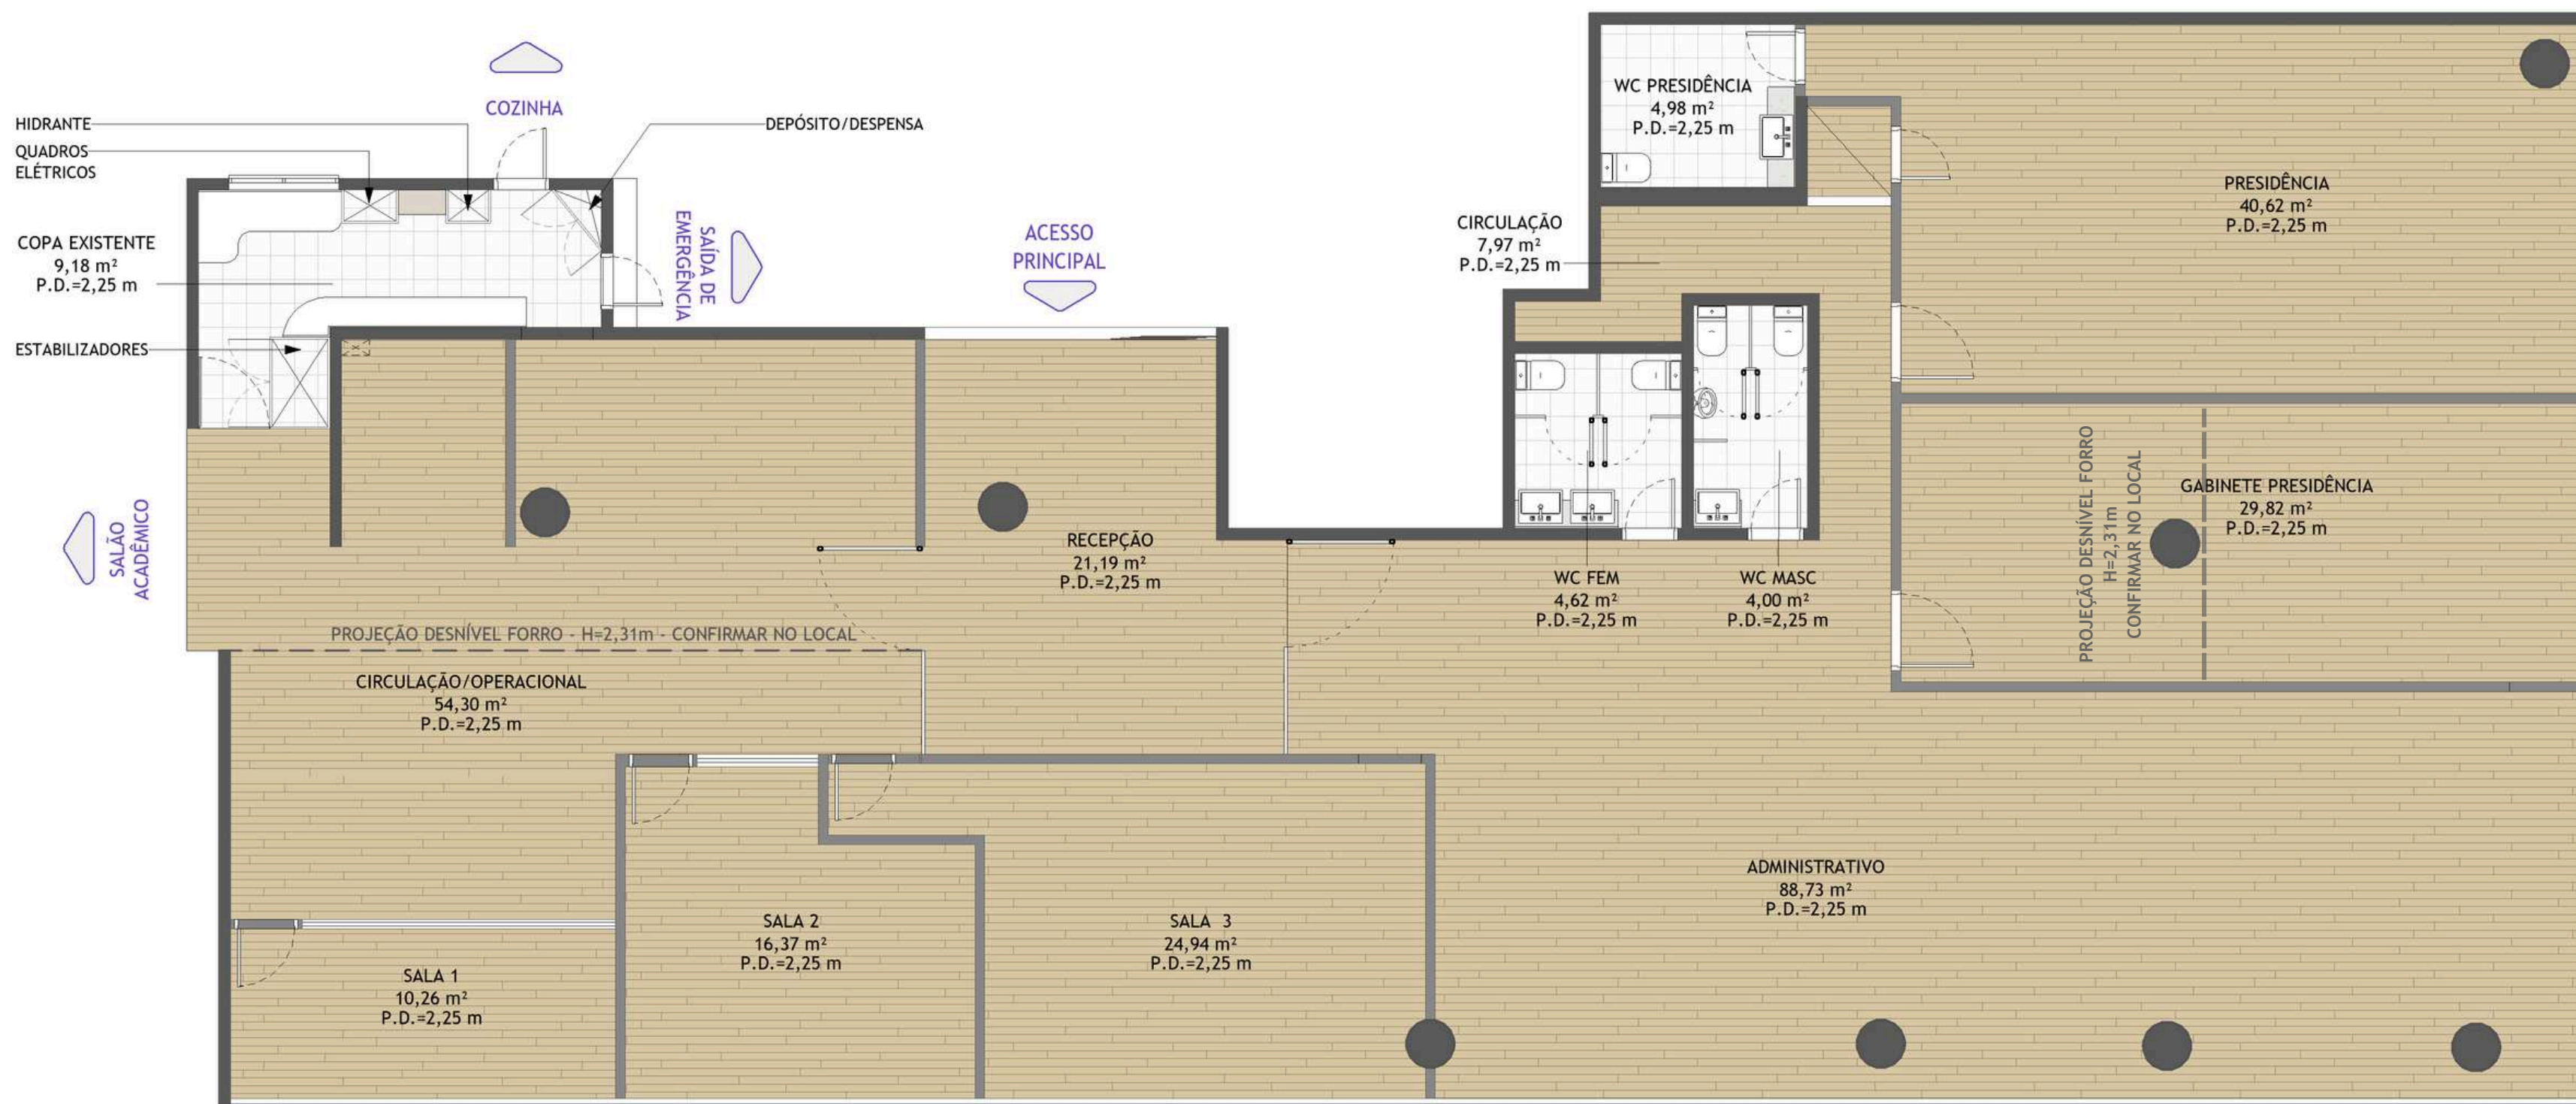 COZINHA
HIDRANTE
QUADROS
ELÉTRICOS
DEPÓSITO/DESPENSA
COPA EXISTENTE
9,18 m²
P.D.=2,25 m
ESTABILIZADORES
SAÍDA DE
EMERGÊNCIA
ACESSO
PRINCIPAL
SALÃO
ACADÊMICO
WC PRESIDÊNCIA
4,98 m²
P.D.=2,25 m
CIRCULAÇÃO
7,97 m²
P.D.=2,25 m
PRESIDÊNCIA
40,62 m²
P.D.=2,25 m
PROJEÇÃO DESNÍVEL FORRO
H=2,31m
CONFIRMAR NO LOCAL
GABINETE PRESIDÊNCIA
29,82 m²
P.D.=2,25 m
RECEPÇÃO
21,19 m²
P.D.=2,25 m
WC FEM
4,62 m²
P.D.=2,25 m
WC MASC
4,00 m²
P.D.=2,25 m
PROJEÇÃO DESNÍVEL FORRO - H=2,31m - CONFIRMAR NO LOCAL
CIRCULAÇÃO/OPERACIONAL
54,30 m²
P.D.=2,25 m
SALA 1
10,26 m²
P.D.=2,25 m
SALA 2
16,37 m²
P.D.=2,25 m
SALA 3
24,94 m²
P.D.=2,25 m
ADMINISTRATIVO
88,73 m²
P.D.=2,25 m